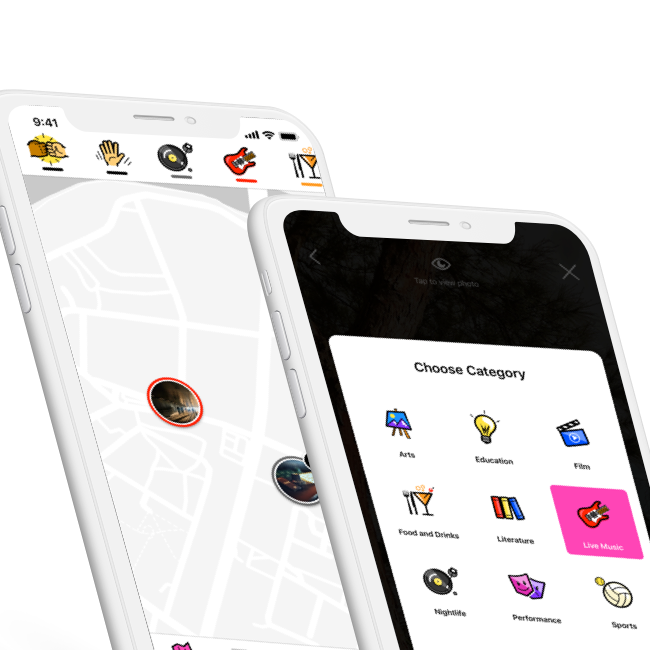 9:41
Tap to view photo
Choose Category
Arts
Education
Film
Food and Drinks
Literature
Live Music
Nightlife
Performance
Sports